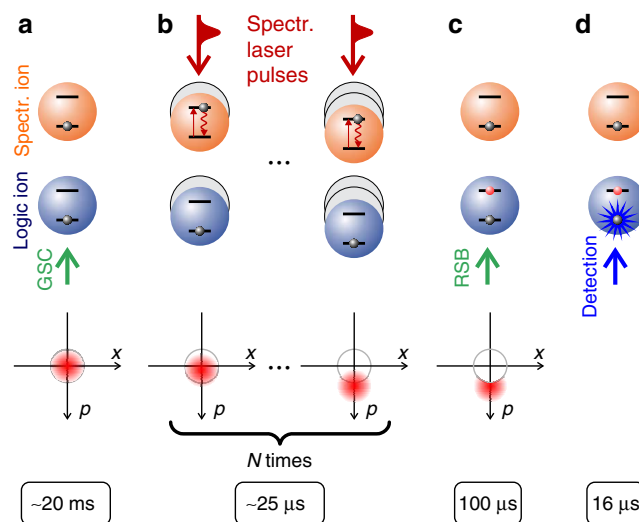 a
b
c
d
Spectr.
laser
pulses
Spectr. ion
Logic ion
...
GSC
RSB
Detection
x
p
x
p
...
x
p
x
p
N times
~20 ms
~25 µs
100 µs
16 µs